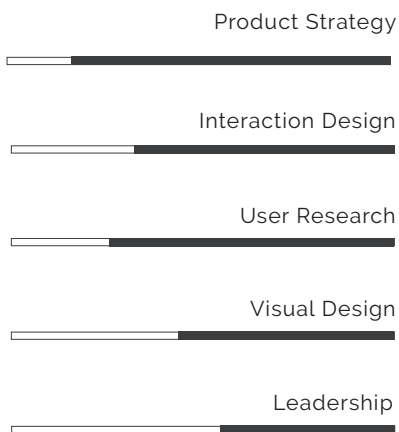 Product Strategy
Interaction Design
User Research
Visual Design
Leadership